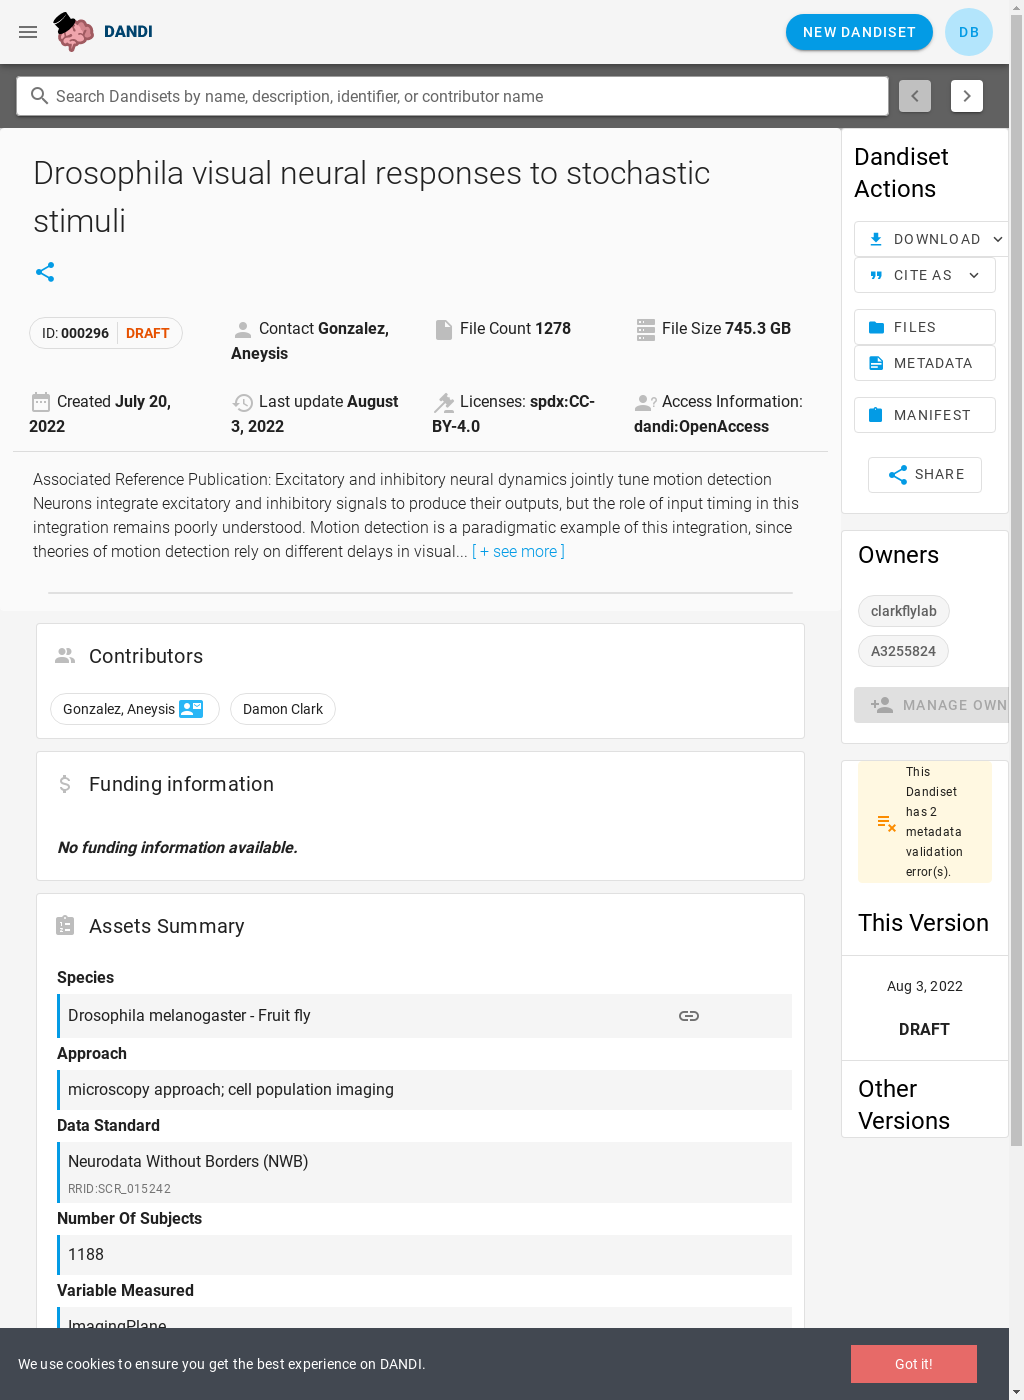 DANDI
NEW DANDISET
DB
Search Dandisets by name, description, identifier, or contributor name
Drosophila visual neural responses to stochastic
stimuli
ID: 000296 DRAFT
Contact Gonzalez,
Aneysis
File Count 1278
File Size 745.3 GB
Created July 20,
2022
Last update August
3, 2022
Licenses: spdx:CC-
BY-4.0
Access Information:
dandi:OpenAccess
Associated Reference Publication: Excitatory and inhibitory neural dynamics jointly tune motion detection
Neurons integrate excitatory and inhibitory signals to produce their outputs, but the role of input timing in this
integration remains poorly understood. Motion detection is a paradigmatic example of this integration, since
theories of motion detection rely on different delays in visual... [ + see more ]
Contributors
Gonzalez, Aneysis
Damon Clark
Funding information
No funding information available.
Assets Summary
Species
Drosophila melanogaster - Fruit fly
Approach
microscopy approach; cell population imaging
Data Standard
Neurodata Without Borders (NWB)
RRID:SCR_015242
Number Of Subjects
1188
Variable Measured
ImagingPlane
Dandiset
Actions
DOWNLOAD
CITE AS
FILES
METADATA
MANIFEST
SHARE
Owners
clarkflylab
A3255824
MANAGE OWN
This
Dandiset
has 2
metadata
validation
error(s).
This Version
Aug 3, 2022
DRAFT
Other
Versions
We use cookies to ensure you get the best experience on DANDI.
Got it!